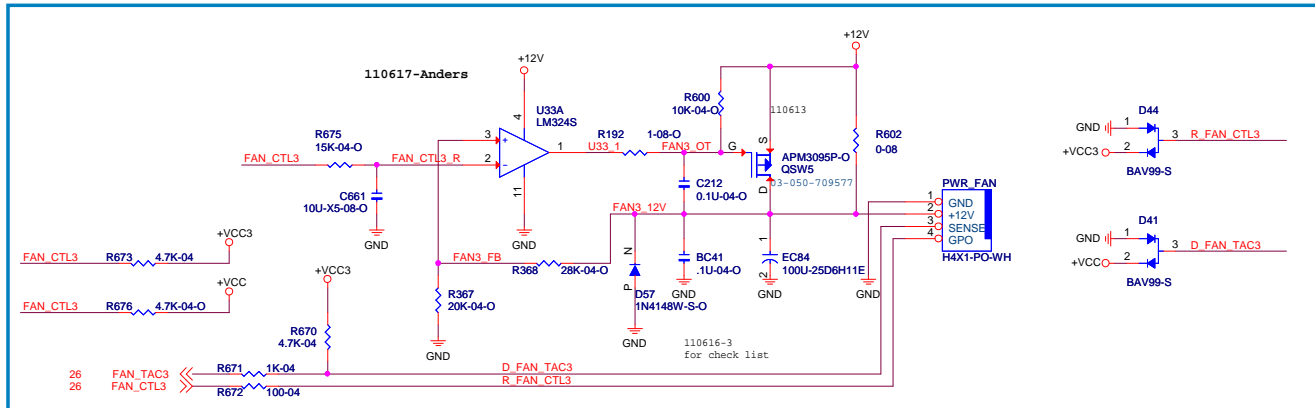 110617-Anders
+12V
+12V
U33A
LM324S
4
3
+
2
-
1
11
GND
R675
15K-04-O
FAN_CTL3
FAN_CTL3_R
C661
10U-X5-08-O
GND
R192
1-08-O
U33_1
FAN3_OT
R600
10K-04-O
110613
S
G
D
APM3095P-O
QSW5
03-050-709577
R602
0-08
C212
0.1U-04-O
FAN3_12V
PWR_FAN
1
GND
2
+12V
3
SENSE
4
GPO
H4X1-PO-WH
GND
D44
GND
1
+VCC3
2
3
R_FAN_CTL3
BAV99-S
D41
GND
1
+VCC
2
3
D_FAN_TAC3
BAV99-S
+VCC3
FAN_CTL3
R673
4.7K-04
+VCC
FAN_CTL3
R676
4.7K-04-O
FAN3_FB
R368
28K-04-O
R367
20K-04-O
GND
N
P
D57
1N4148W-S-O
GND
BC41
.1U-04-O
GND
1
2
EC84
100U-25D6H11E
GND
110616-3
for check list
+VCC3
R670
4.7K-04
26
FAN_TAC3
R671
1K-04
D_FAN_TAC3
26
FAN_CTL3
R672
100-04
R_FAN_CTL3